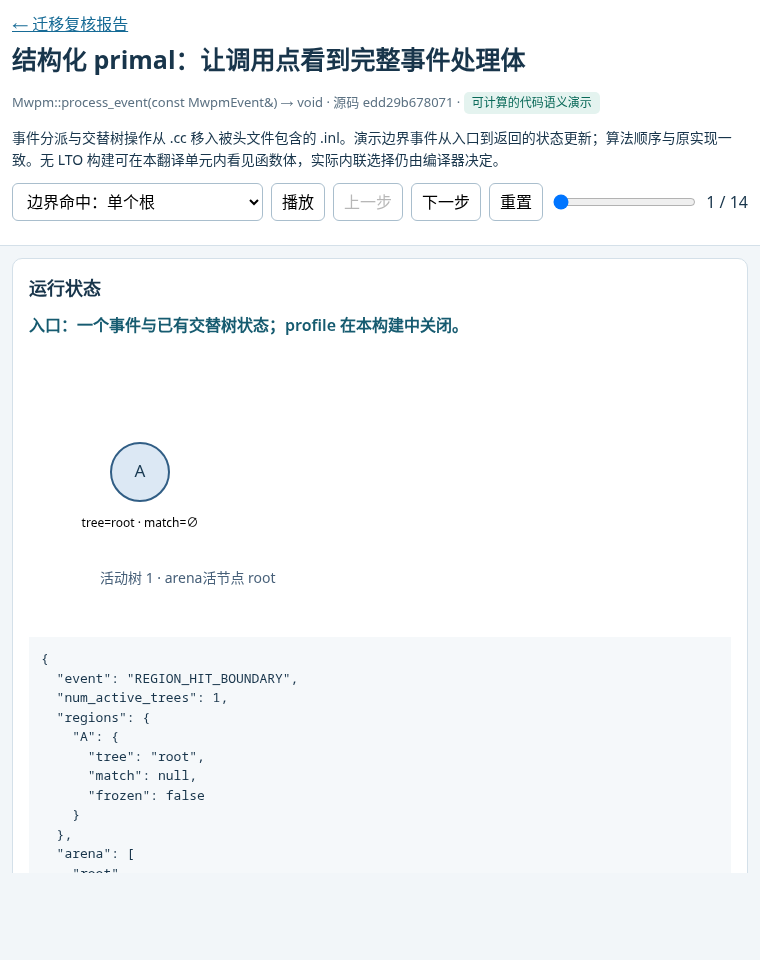 ← 迁移复核报告
结构化 primal：让调用点看到完整事件处理体
Mwpm::process_event(const MwpmEvent&) → void · 源码 edd29b678071 · 可计算的代码语义演示
事件分派与交替树操作从 .cc 移入被头文件包含的 .inl。演示边界事件从入口到返回的状态更新；算法顺序与原实现一
致。无 LTO 构建可在本翻译单元内看见函数体，实际内联选择仍由编译器决定。
边界命中：单个根 播放 上一步 下一步 重置 1 / 14
运行状态
入口：一个事件与已有交替树状态；profile 在本构建中关闭。
A
tree=root · match=∅
活动树 1 · arena活节点 root
{
"event": "REGION_HIT_BOUNDARY",
"num_active_trees": 1,
"regions": {
"A": {
"tree": "root",
"match": null,
"frozen": false
}
},
"arena": [
"root"